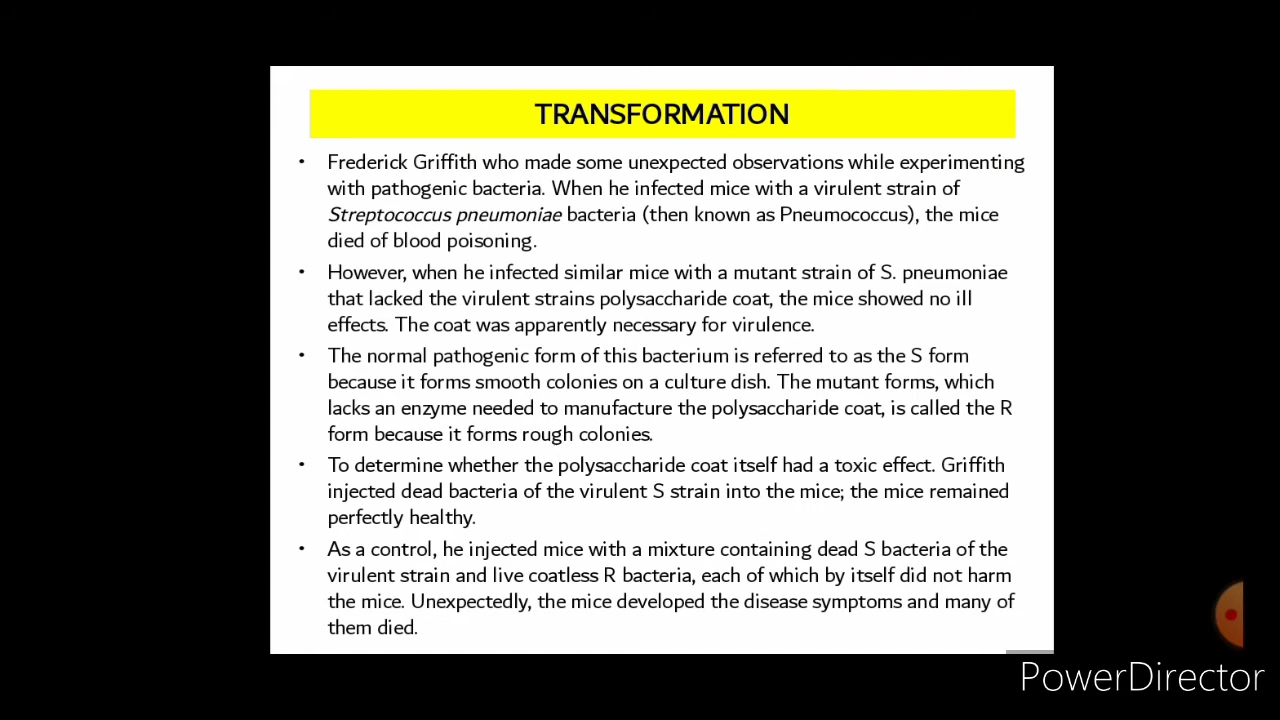 TRANSFORMATION
• Frederick Griffith who made some unexpected observations while experimenting
with pathogenic bacteria. When he infected mice with a virulent strain of
Streptococcus pneumoniae bacteria (then known as Pneumococcus), the mice
died of blood poisoning.
• However, when he infected similar mice with a mutant strain of S. pneumoniae
that lacked the virulent strains polysaccharide coat, the mice showed no ill
effects. The coat was apparently necessary for virulence.
• The normal pathogenic form of this bacterium is referred to as the S form
because it forms smooth colonies on a culture dish. The mutant forms, which
lacks an enzyme needed to manufacture the polysaccharide coat, is called the R
form because it forms rough colonies.
• To determine whether the polysaccharide coat itself had a toxic effect. Griffith
injected dead bacteria of the virulent S strain into the mice; the mice remained
perfectly healthy.
• As a control, he injected mice with a mixture containing dead S bacteria of the
virulent strain and live coatless R bacteria, each of which by itself did not harm
the mice. Unexpectedly, the mice developed the disease symptoms and many of
them died.
PowerDirector